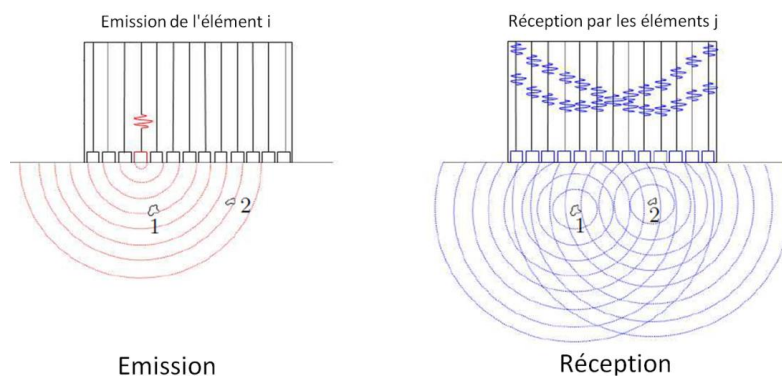 Emission de l'élément i
1
2
Emission
Réception par les éléments j
1
2
Réception